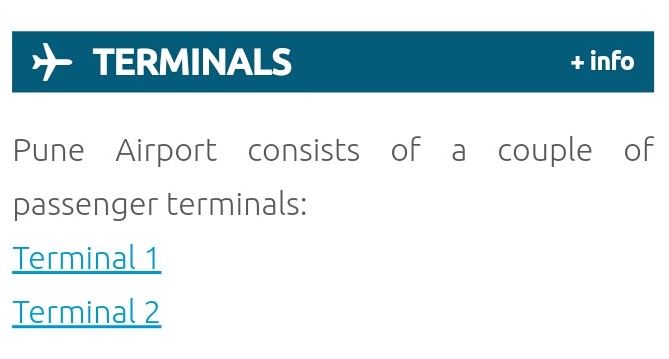 TERMINALS + info
Pune Airport consists of a couple of
passenger terminals:
Terminal 1
Terminal 2